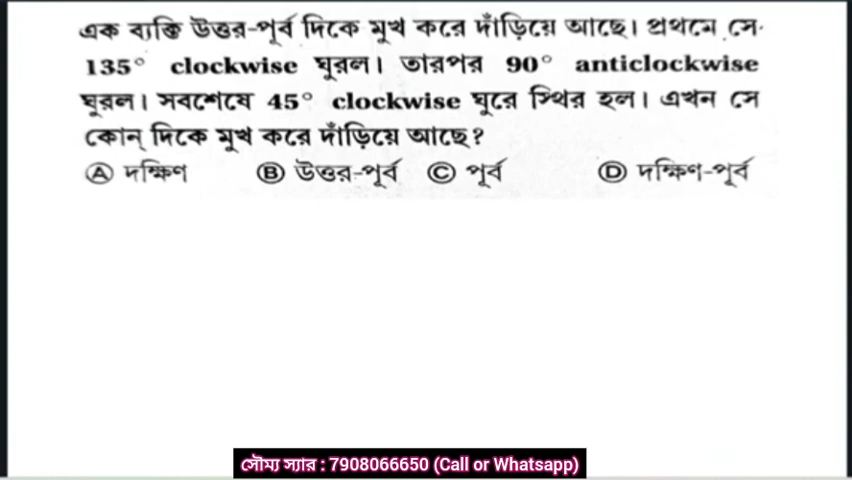 এক ব্যক্তি উত্তর-পূর্ব দিকে মুখ করে দাঁড়িয়ে আছে। প্রথমে সে
135° clockwise ঘুরল। তারপর 90° anticlockwise
ঘুরল। সবশেষে 45° clockwise ঘুরে স্থির হল। এখন সে
কোন্ দিকে মুখ করে দাঁড়িয়ে আছে?
Ⓐ দক্ষিণ Ⓑ উত্তর-পূর্ব Ⓒ পূর্ব Ⓓ দক্ষিণ-পূর্ব
সৌম্য স্যার : 7908066650 (Call or Whatsapp)